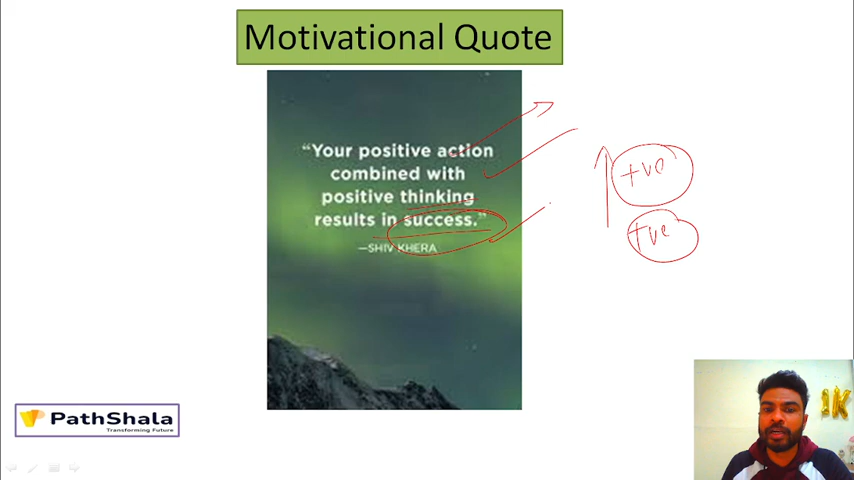 Motivational Quote
“Your positive action
combined with
positive thinking
results in success.”
—SHIV KHERA
+ve
+ve
PathShala
Transforming Future
1K